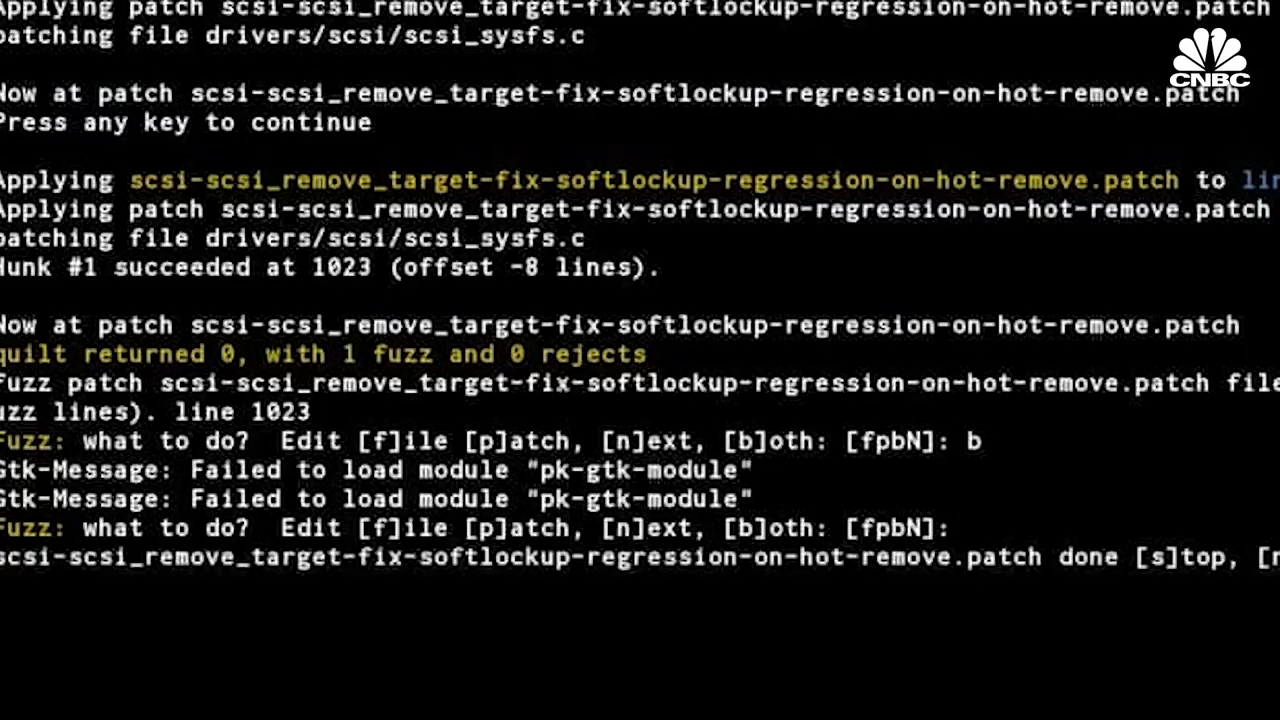 Applying patch scsi-scsi_remove_target-fix-softlockup-regression-on-hot-remove.patch
patching file drivers/scsi/scsi_sysfs.c
CNBC
Now at patch scsi-scsi_remove_target-fix-softlockup-regression-on-hot-remove.patch
Press any key to continue
Applying scsi-scsi_remove_target-fix-softlockup-regression-on-hot-remove.patch to lin
Applying patch scsi-scsi_remove_target-fix-softlockup-regression-on-hot-remove.patch
patching file drivers/scsi/scsi_sysfs.c
Hunk #1 succeeded at 1023 (offset -8 lines).
Now at patch scsi-scsi_remove_target-fix-softlockup-regression-on-hot-remove.patch
quilt returned 0, with 1 fuzz and 0 rejects
Fuzz patch scsi-scsi_remove_target-fix-softlockup-regression-on-hot-remove.patch file
uzz lines). line 1023
Fuzz: what to do?  Edit [f]ile [p]atch, [n]ext, [b]oth: [fpbN]: b
Gtk-Message: Failed to load module "pk-gtk-module"
Gtk-Message: Failed to load module "pk-gtk-module"
Fuzz: what to do?  Edit [f]ile [p]atch, [n]ext, [b]oth: [fpbN]:
scsi-scsi_remove_target-fix-softlockup-regression-on-hot-remove.patch done [s]top, [n